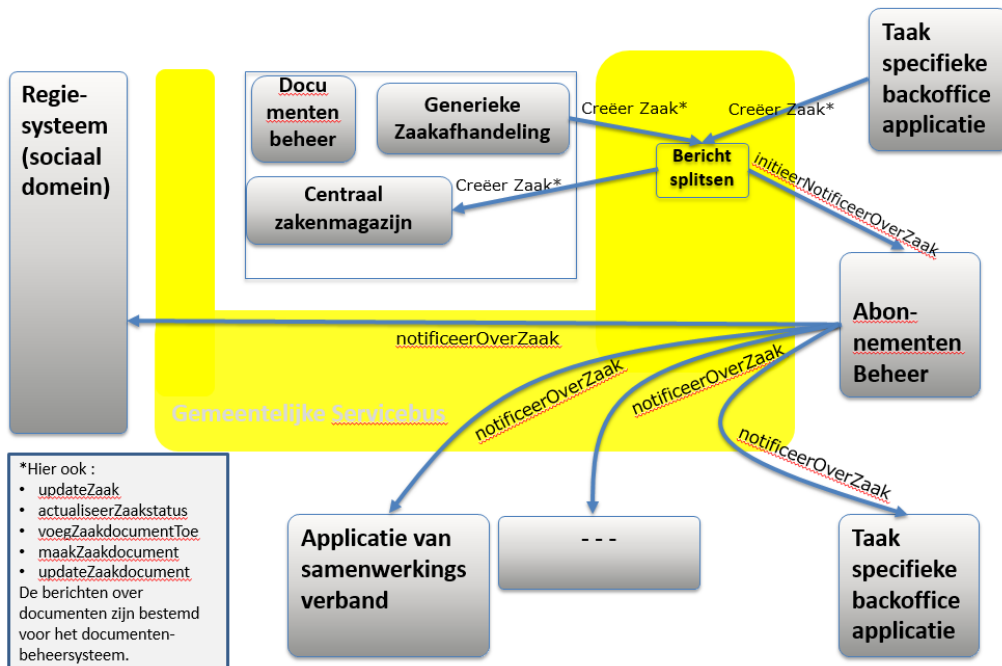 Regie-
systeem
(sociaal
domein)
Docu
menten
beheer
Generieke
Zaakafhandeling
Creëer Zaak*
Creëer Zaak*
Taak
specifieke
backoffice
applicatie
Bericht
splitsen
Centraal
zakenmagazijn
Creëer Zaak*
initieerNotificeerOverZaak
Abon-
nementen
Beheer
notificeerOverZaak
notificeerOverZaak
notificeerOverZaak
notificeerOverZaak
Gemeentelijke Servicebus
*Hier ook :
• updateZaak
• actualiseerZaakstatus
• voegZaakdocumentToe
• maakZaakdocument
• updateZaakdocument
De berichten over
documenten zijn bestemd
voor het documenten-
beheersysteem.
Applicatie van
samenwerkings
verband
- - -
Taak
specifieke
backoffice
applicatie